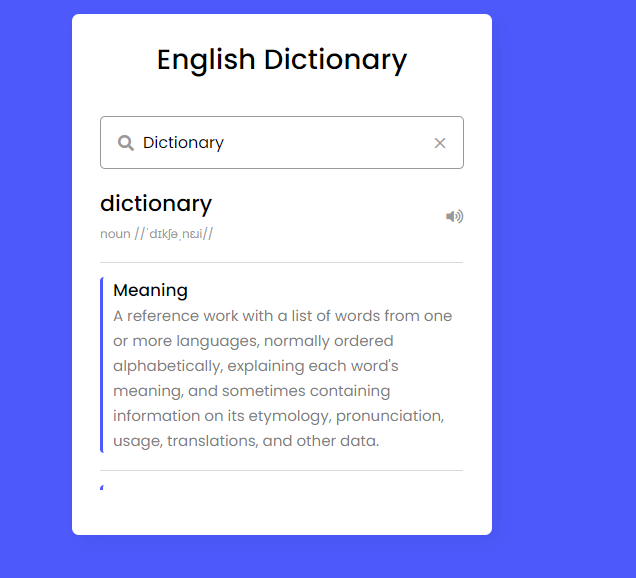 English Dictionary
Dictionary
dictionary
noun //ˈdɪkʃəˌnɛɹi//
Meaning
A reference work with a list of words from one
or more languages, normally ordered
alphabetically, explaining each word's
meaning, and sometimes containing
information on its etymology, pronunciation,
usage, translations, and other data.